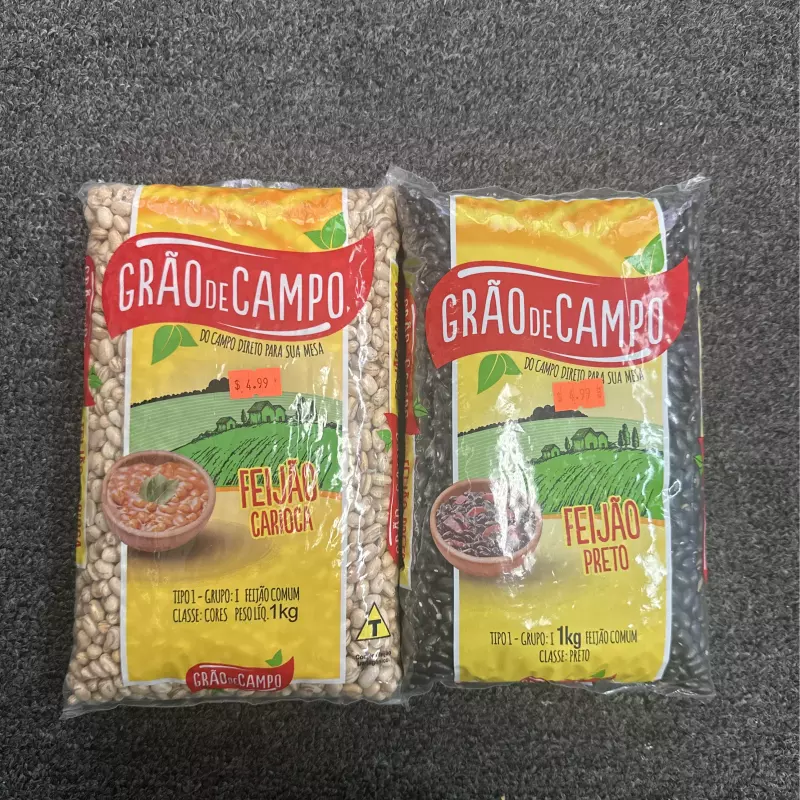 GRÃO DE CAMPO
DO CAMPO DIRETO PARA SUA MESA
$ 4.99
FEIJÃO
CARIOCA
TIPO 1 - GRUPO: I FEIJÃO COMUM
CLASSE: CORES PESO LÍQ. 1kg
T
GRÃO DE CAMPO
GRÃO DE CAMPO
DO CAMPO DIRETO PARA SUA MESA
FEIJÃO
PRETO
TIPO 1 - GRUPO: I 1kg FEIJÃO COMUM
CLASSE: PRETO